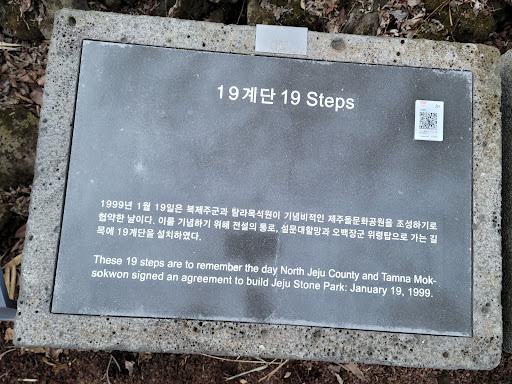 19계단 19 Steps
1999년 1월 19일은 북제주군과 탐라목석원이 기념비적인 제주돌문화공원을 조성하기로
협약한 날이다. 이를 기념하기 위해 전설의 통로, 설문대할망과 오백장군 위령탑으로 가는 길
목에 19계단을 설치하였다.
These 19 steps are to remember the day North Jeju County and Tamna Mok-
sokwon signed an agreement to build Jeju Stone Park: January 19, 1999.